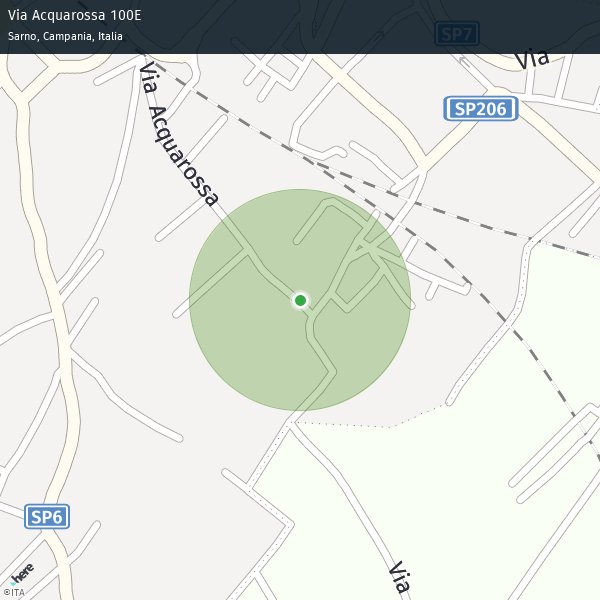 Via Acquarossa 100E
Sarno, Campania, Italia
SP7
Via
Via Acquarossa
SP206
SP6
Via
here
©ITA